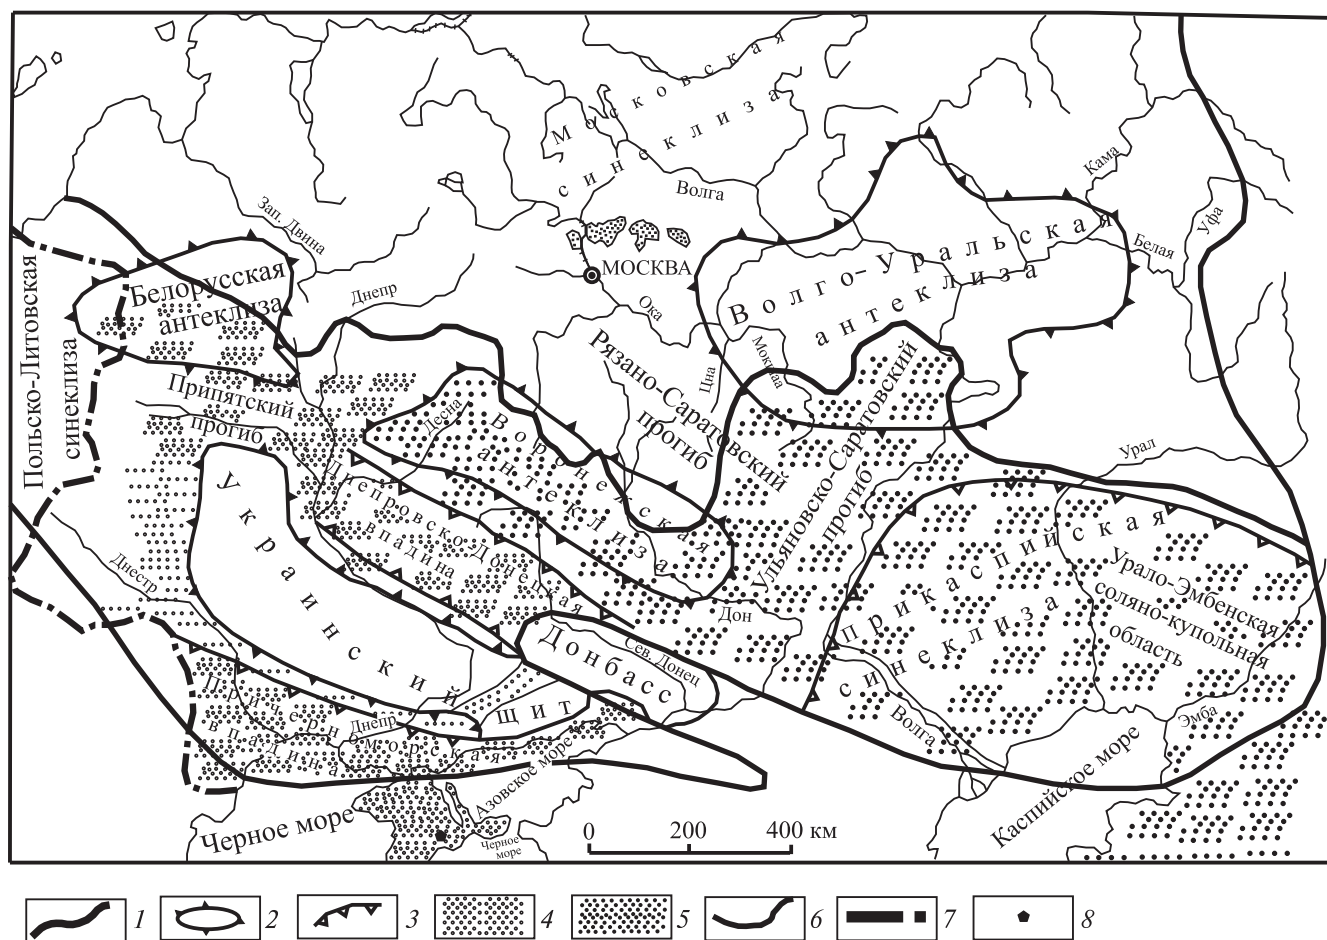 Московская
синеклиза
Кама
Волга
Уфа
Зап. Двина
Белая
Волго-Уральская
антеклиза
МОСКВА
Польско-Литовская
синеклиза
Белорусская
антеклиза
Днепр
Ока
Рязано-Саратовский
прогиб
Цна
Мокшаа
Припятский
прогиб
Десна
Воронежская
антеклиза
Ульяновско-Саратовский
прогиб
Урал
Украинский
щит
Днепровско-Донецкая
впадина
Прикаспийская
синеклиза
Урало-Эмбенская
соляно-купольная
область
Днестр
Дон
Донбасс
Сев. Донец
Причерноморская
впадина
Днепр
Волга
Эмба
Азовское море
Черное море
Черное
море
Каспийское море
0 200 400 км
1 2 3 4 5 6 7 8